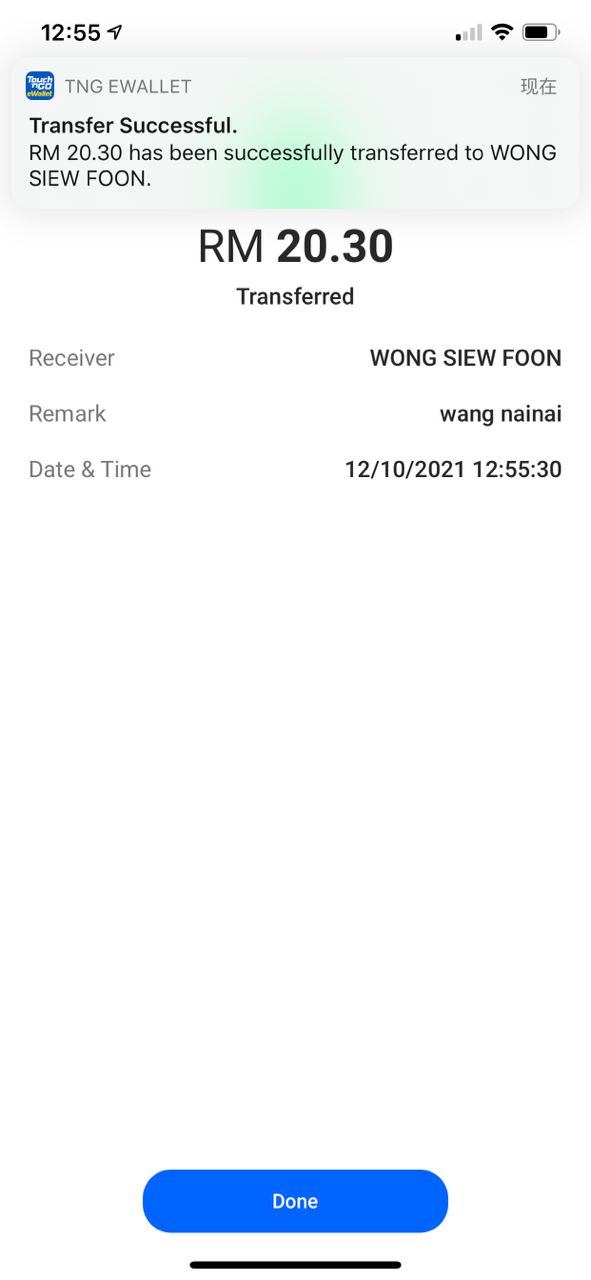 12:55
Touch
'n GO
eWallet
TNG EWALLET
现在
Transfer Successful.
RM 20.30 has been successfully transferred to WONG
SIEW FOON.
RM 20.30
Transferred
Receiver WONG SIEW FOON
Remark wang nainai
Date & Time 12/10/2021 12:55:30
Done